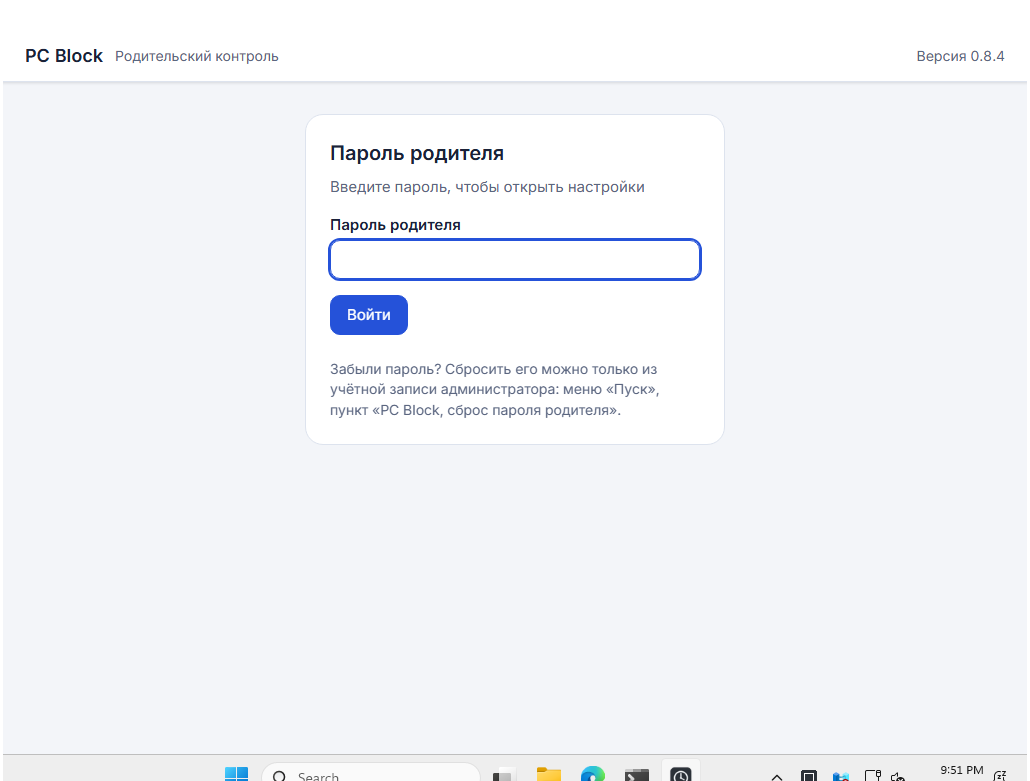 PC Block Родительский контроль Версия 0.8.4
Пароль родителя
Введите пароль, чтобы открыть настройки
Пароль родителя
Войти
Забыли пароль? Сбросить его можно только из
учётной записи администратора: меню «Пуск»,
пункт «PC Block, сброс пароля родителя».
Search
9:51 PM